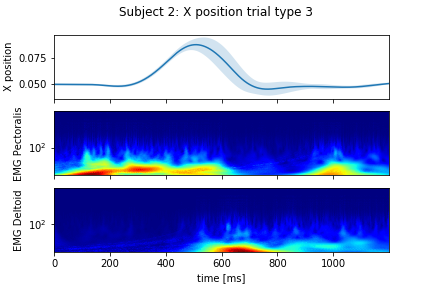 Subject 2: X position trial type 3
X position
0.075
0.050
EMG Pectoralis
10²
EMG Deltoid
10²
0 200 400 600 800 1000
time [ms]